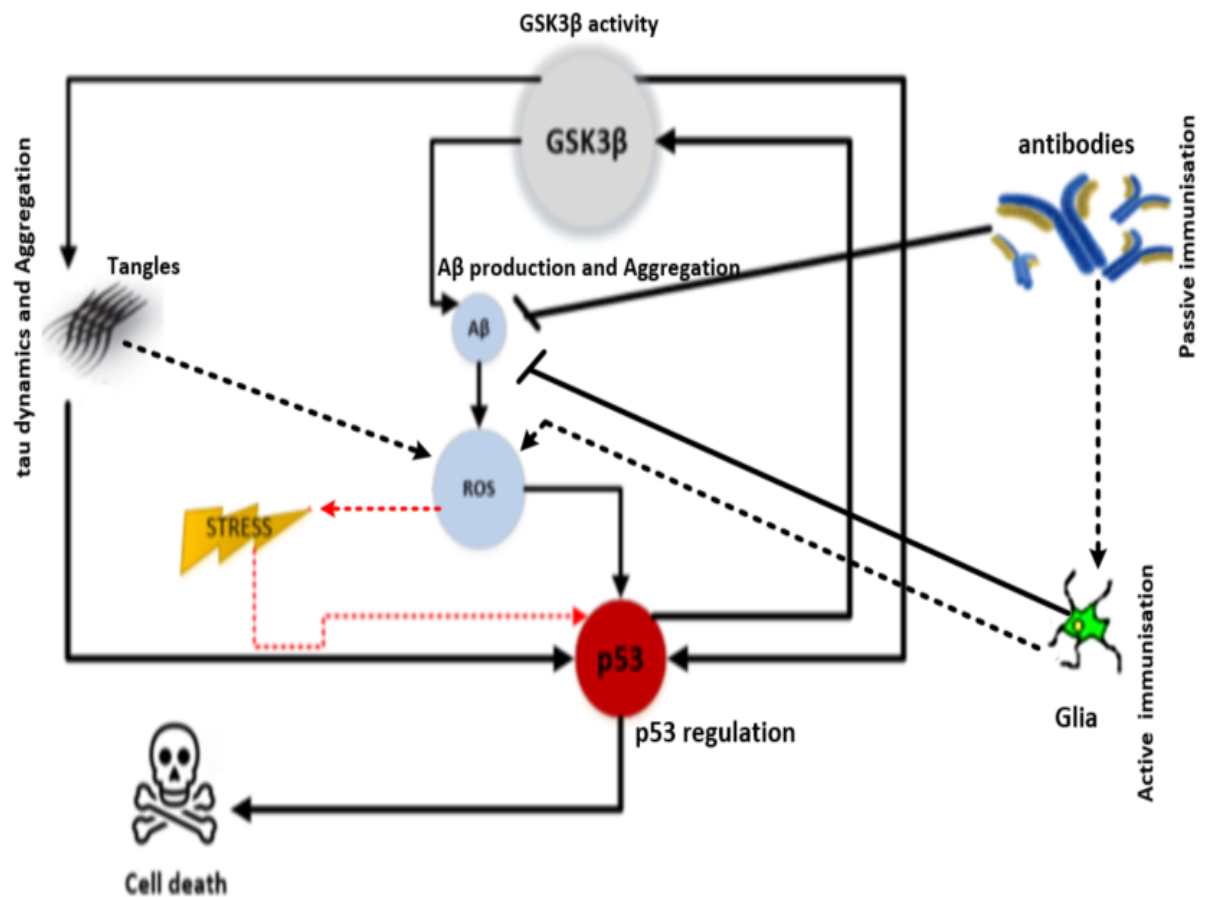 GSK3β activity
GSK3β
antibodies
Passive immunisation
tau dynamics and Aggregation
Tangles
Aβ production and Aggregation
Aβ
ROS
STRESS
p53
p53 regulation
Glia
Active immunisation
Cell death